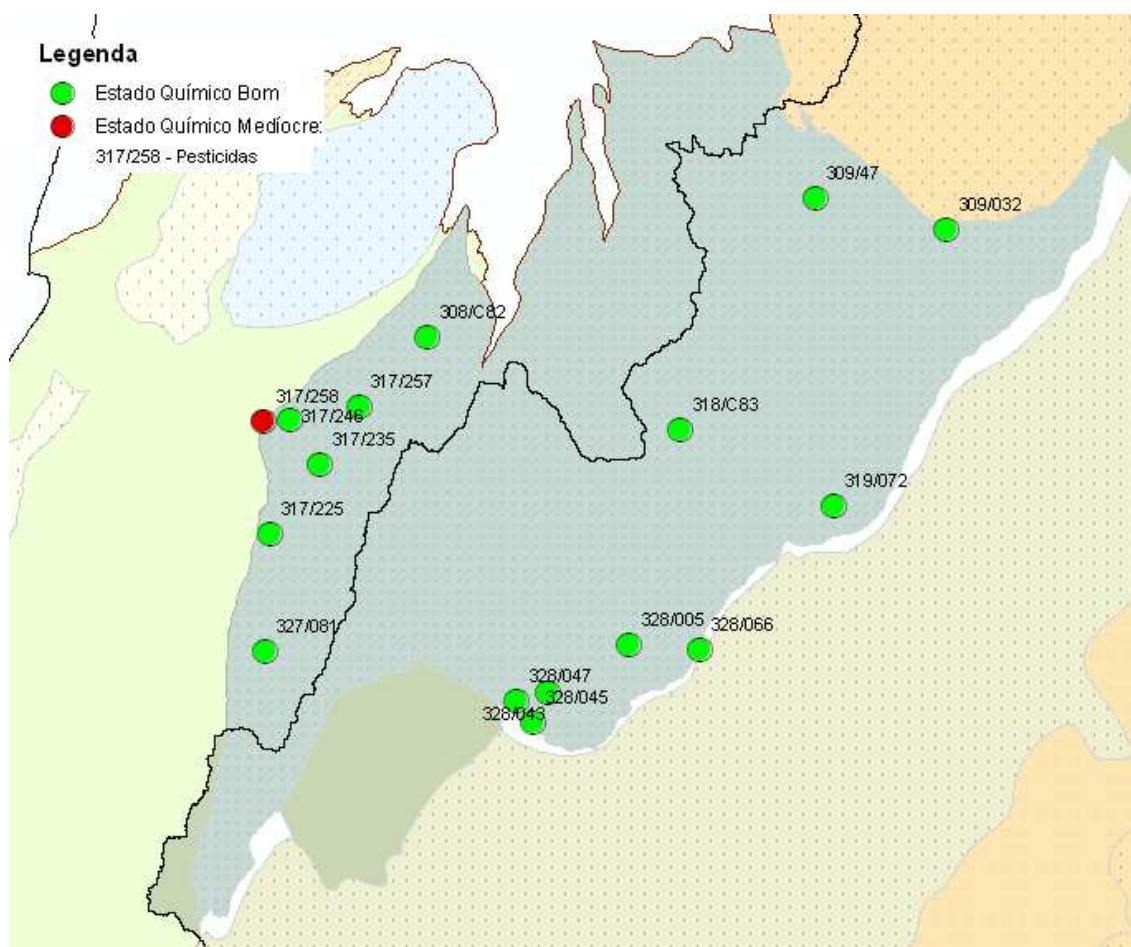 Legenda
Estado Químico Bom
Estado Químico Medíocre:
317/258 - Pesticidas
309/47
309/032
308/C82
317/257
317/258
317/246
318/C83
317/235
319/072
317/225
327/081
328/005
328/066
328/047
328/045
328/043